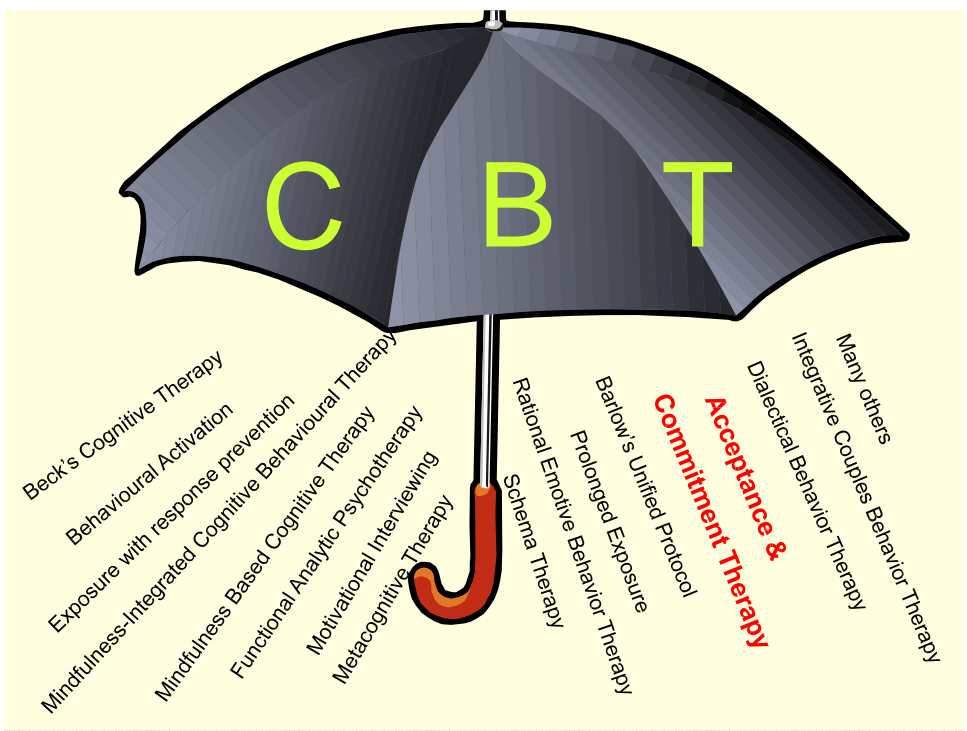 C B T
Beck’s Cognitive Therapy
Behavioural Activation
Exposure with response prevention
Mindfulness-Integrated Cognitive Behavioural Therapy
Mindfulness Based Cognitive Therapy
Functional Analytic Psychotherapy
Motivational Interviewing
Metacognitive Therapy
Schema Therapy
Rational Emotive Behavior Therapy
Prolonged Exposure
Barlow’s Unified Protocol
Acceptance &
Commitment Therapy
Dialectical Behavior Therapy
Integrative Couples Behavior Therapy
Many others